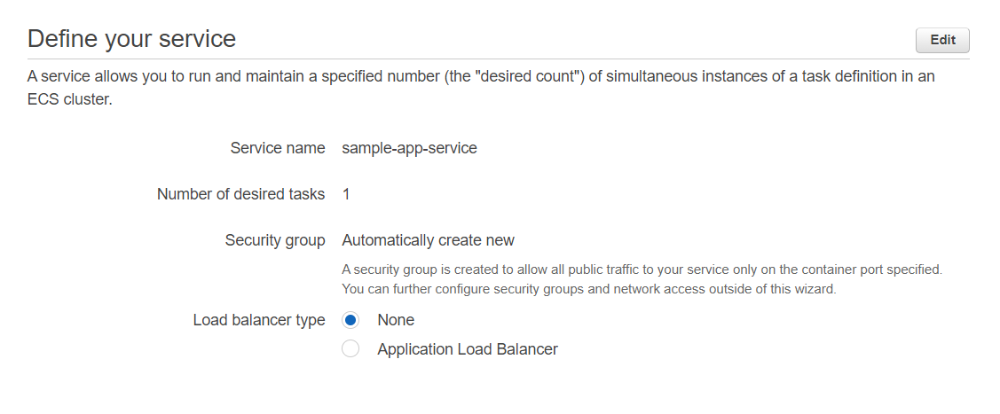 Define your service
Edit
A service allows you to run and maintain a specified number (the "desired count") of simultaneous instances of a task definition in an
ECS cluster.
Service name sample-app-service
Number of desired tasks 1
Security group Automatically create new
A security group is created to allow all public traffic to your service only on the container port specified.
You can further configure security groups and network access outside of this wizard.
Load balancer type None
Application Load Balancer